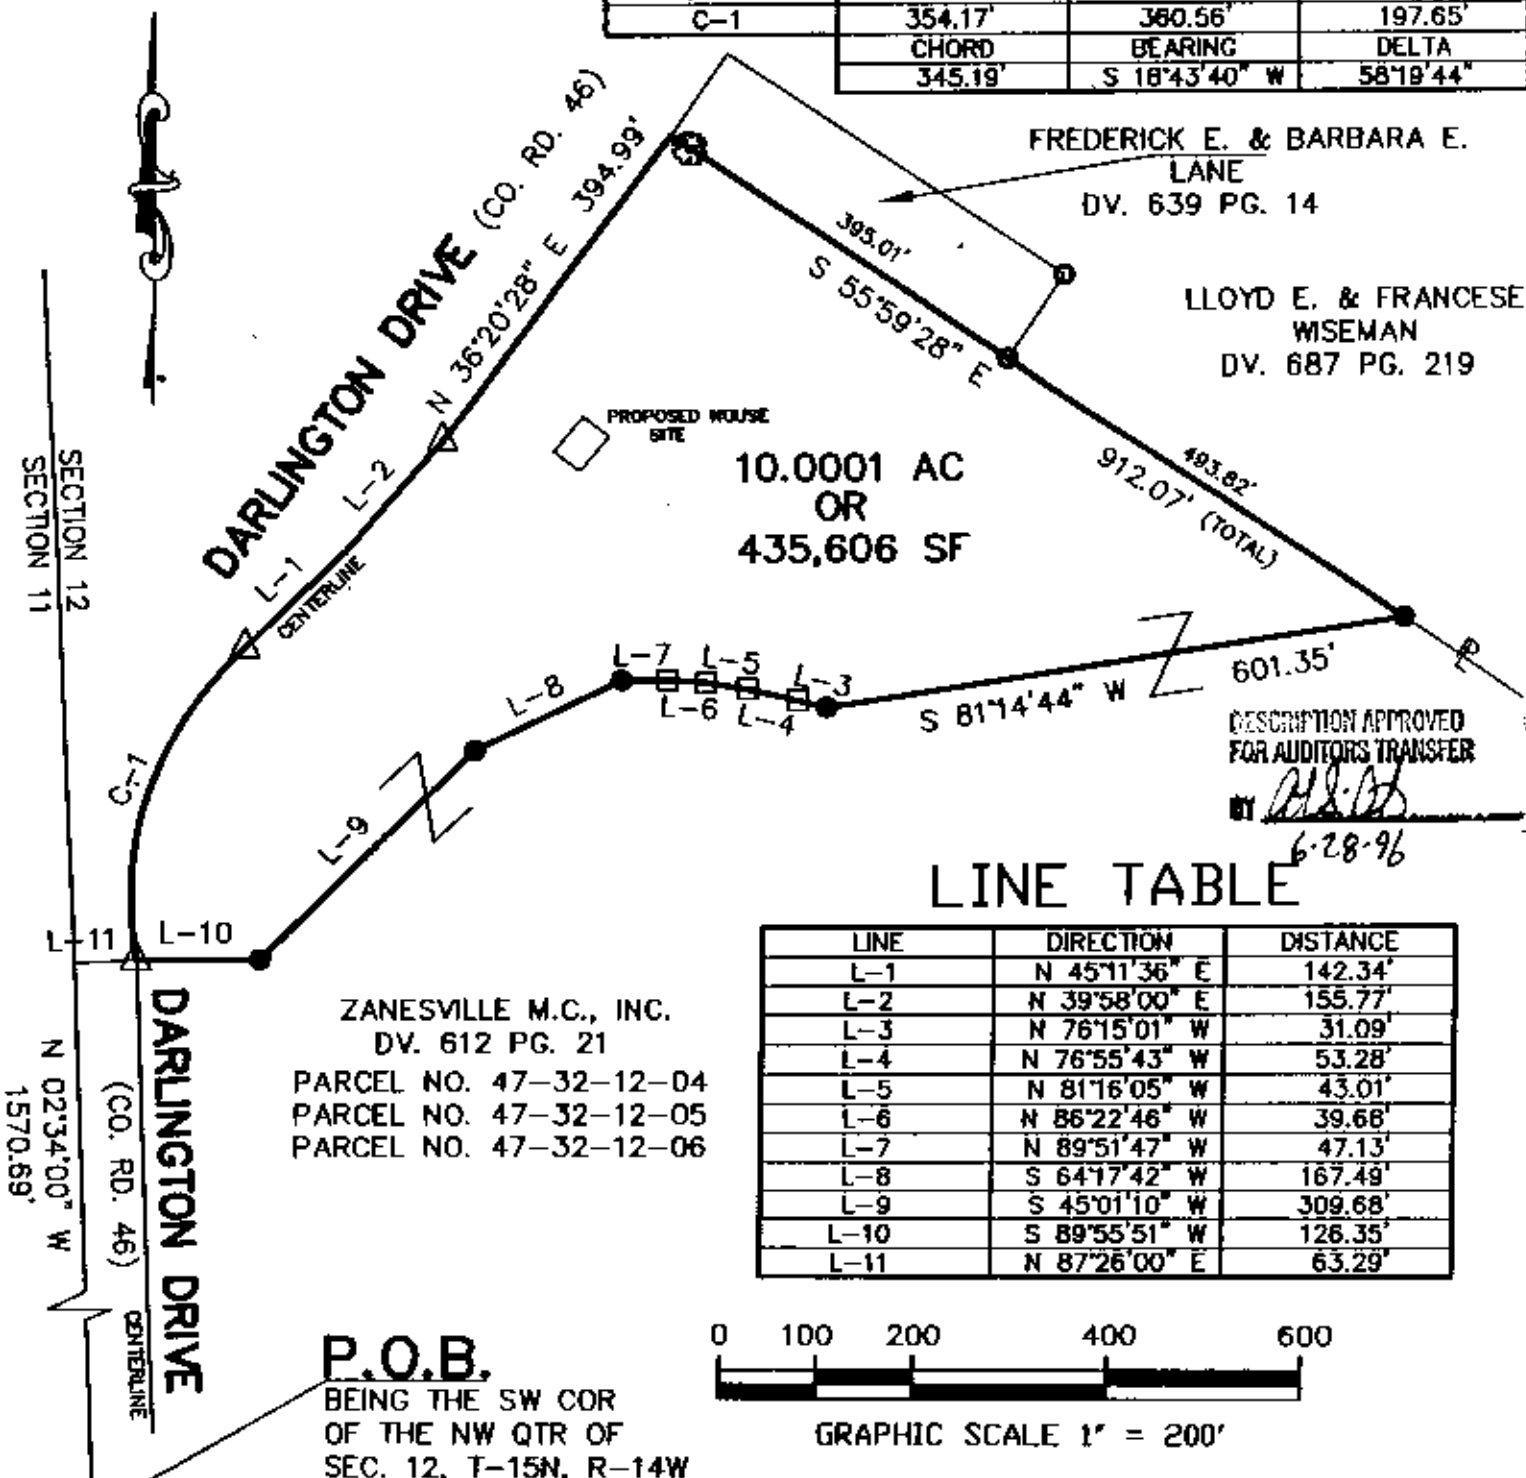 C-1 354.17' 360.56' 197.65'
CHORD BEARING DELTA
345.19' S 18°43'40" W 58°19'44"
FREDERICK E. & BARBARA E.
LANE
DV. 639 PG. 14
LLOYD E. & FRANCESE
WISEMAN
DV. 687 PG. 219
DARLINGTON DRIVE (CO. RD. 46)
N 36°20'28" E 394.99'
395.01'
S 55°59'28" E
493.82'
912.07' (TOTAL)
PROPOSED HOUSE
SITE
10.0001 AC
OR
435,606 SF
SECTION 12
SECTION 11
L-2
L-1
CENTERLINE
C-1
L-7
L-5
L-3
L-6
L-4
L-8
L-9
S 81°14'44" W
601.35'
PL
DESCRIPTION APPROVED
FOR AUDITORS TRANSFER
BY
6-28-96
L-11
L-10
ZANESVILLE M.C., INC.
DV. 612 PG. 21
PARCEL NO. 47-32-12-04
PARCEL NO. 47-32-12-05
PARCEL NO. 47-32-12-06
N 02°34'00" W
1570.69'
DARLINGTON DRIVE
(CO. RD. 46)
CENTERLINE
LINE TABLE
LINE DIRECTION DISTANCE
L-1 N 45°11'36" E 142.34'
L-2 N 39°58'00" E 155.77'
L-3 N 76°15'01" W 31.09'
L-4 N 76°55'43" W 53.28'
L-5 N 81°16'05" W 43.01'
L-6 N 86°22'46" W 39.68'
L-7 N 89°51'47" W 47.13'
L-8 S 64°17'42" W 167.49'
L-9 S 45°01'10" W 309.68'
L-10 S 89°55'51" W 126.35'
L-11 N 87°26'00" E 63.29'
P.O.B.
BEING THE SW COR
OF THE NW QTR OF
SEC. 12, T-15N, R-14W
0 100 200 400 600
GRAPHIC SCALE 1" = 200'